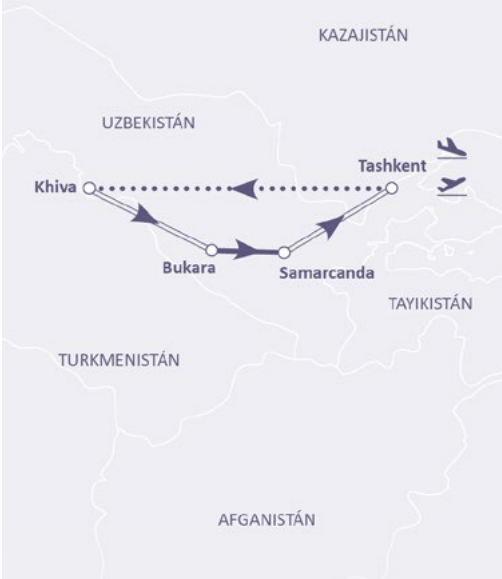 KAZAJISTÁN
UZBEKISTÁN
Tashkent
Khiva
Bukara
Samarcanda
TAYIKISTÁN
TURKMENISTÁN
AFGANISTÁN